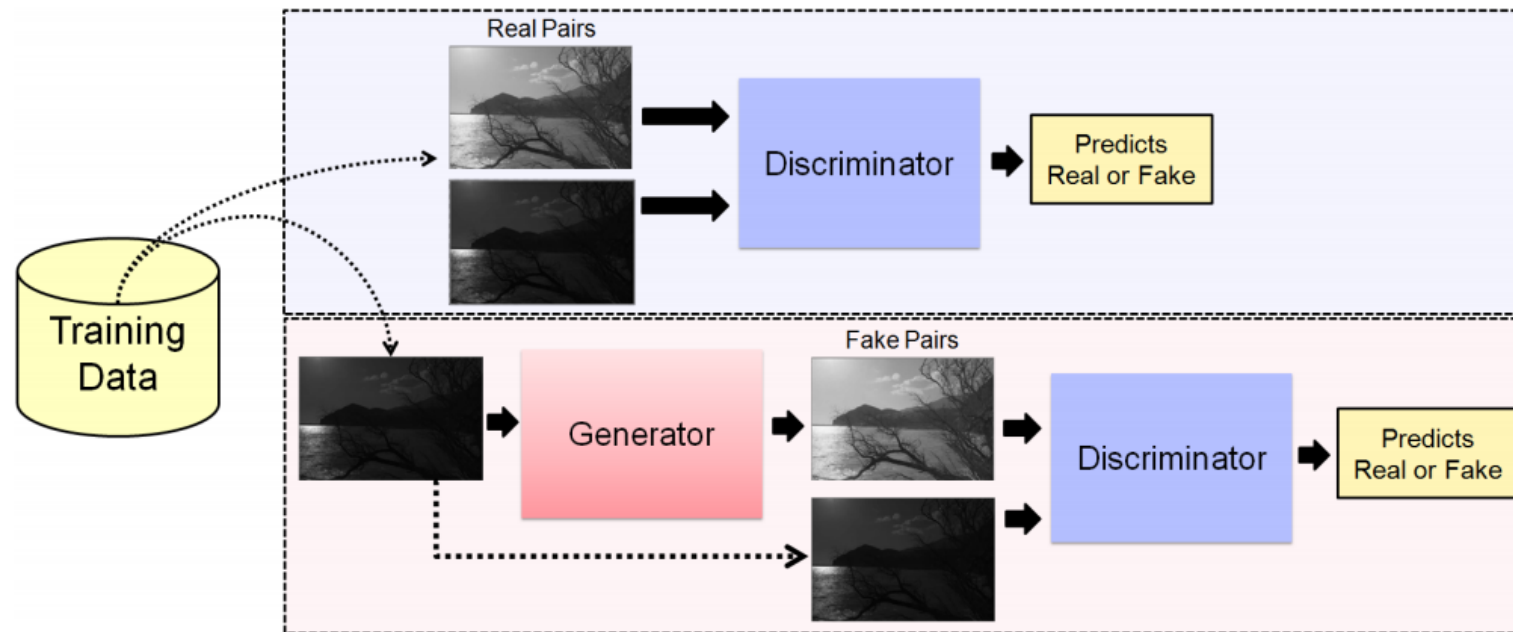 Real Pairs
Discriminator
Predicts
Real or Fake
Training
Data
Fake Pairs
Generator
Discriminator
Predicts
Real or Fake